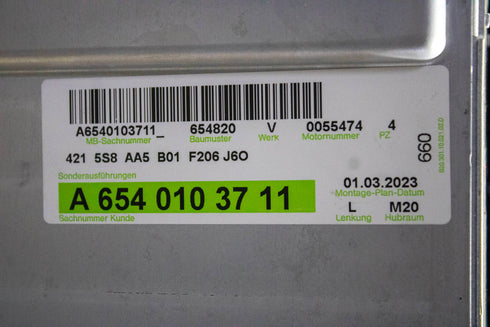 A6540103711_ 654820 V 0055474 4
MB-Sachnummer Baumuster Werk Motornummer PZ
421 5S8 AA5 B01 F206 J6O
Sonderausführungen
A 654 010 37 11
Sachnummer Kunde
01.03.2023
Montage-Plan-Datum
L M20
Lenkung Hubraum
660